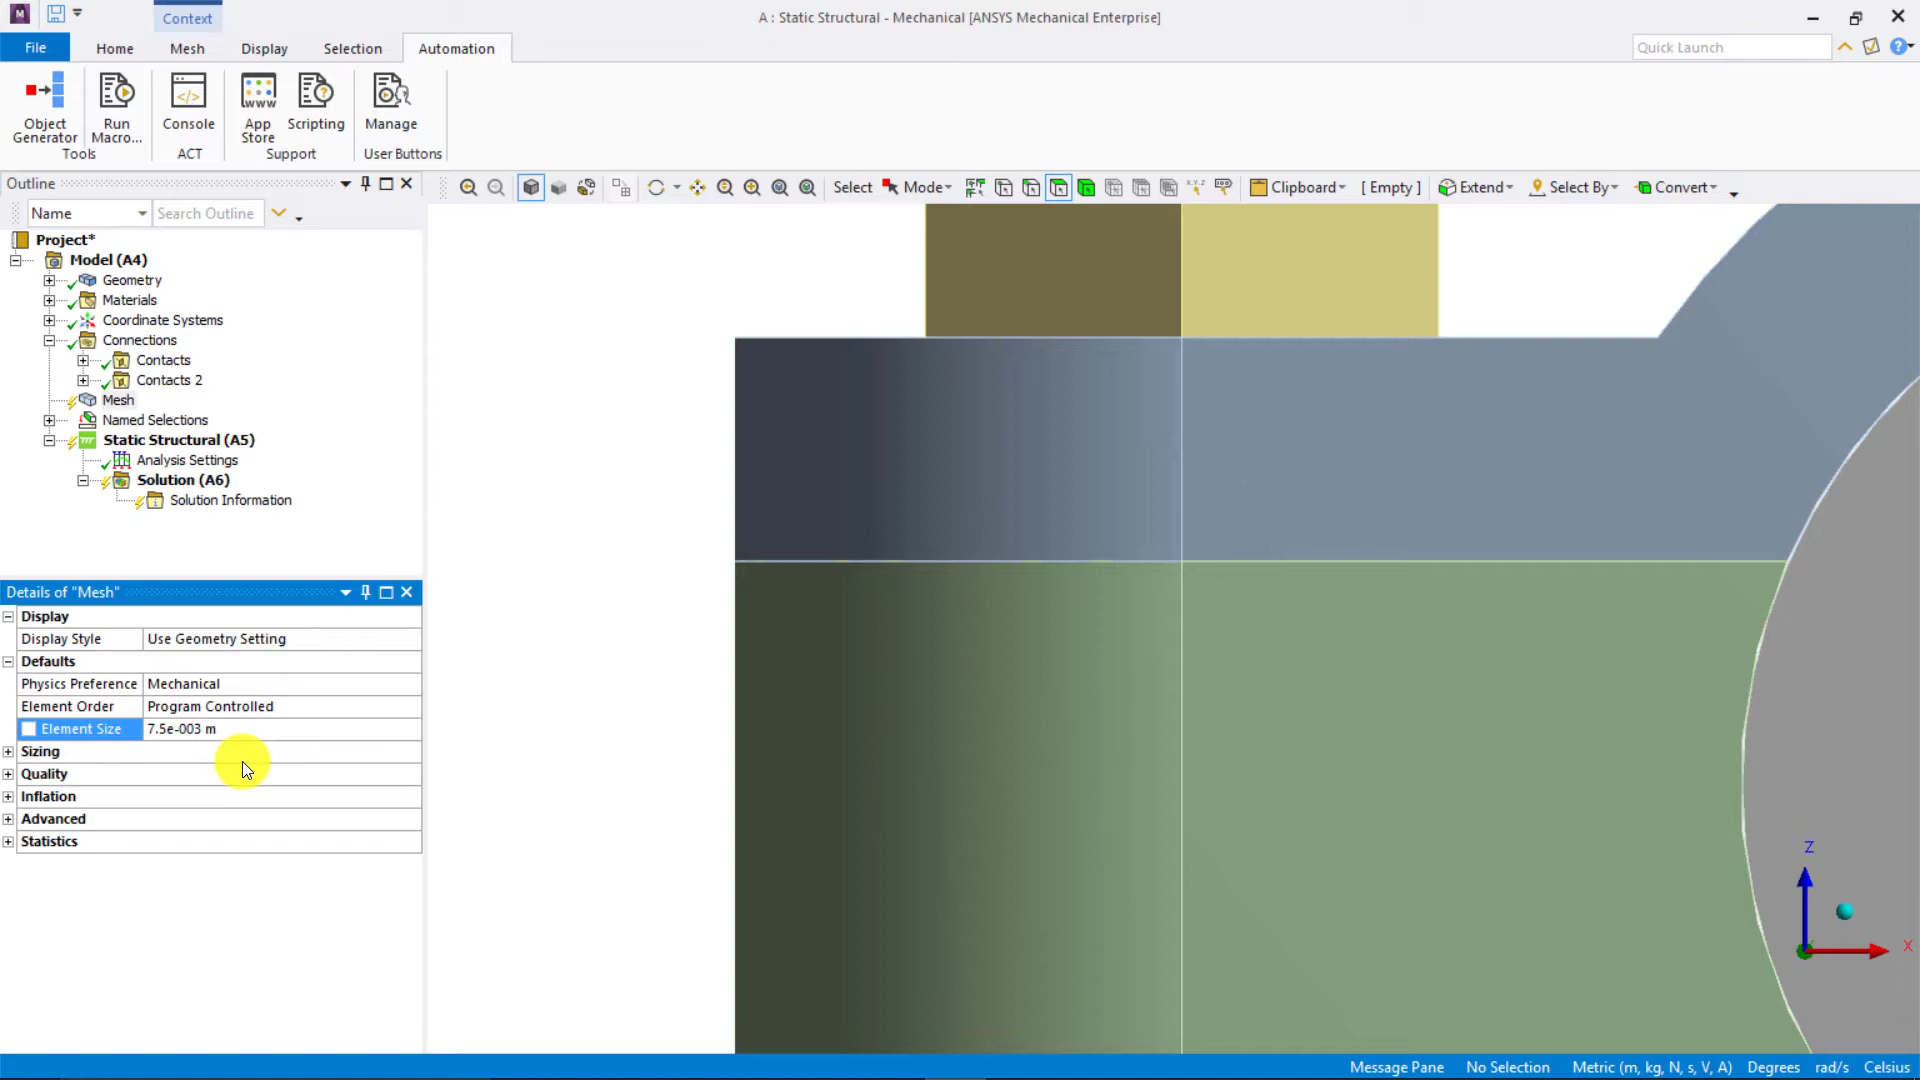 M
Context
A : Static Structural - Mechanical [ANSYS Mechanical Enterprise]
File Home Mesh Display Selection Automation Quick Launch
Object Generator
Run Macro...
Console
App Store
Scripting
Manage
Tools ACT Support User Buttons
Outline
Select Mode Clipboard [ Empty ] Extend Select By Convert
Name Search Outline
Project*
Model (A4)
Geometry
Materials
Coordinate Systems
Connections
Contacts
Contacts 2
Mesh
Named Selections
Static Structural (A5)
Analysis Settings
Solution (A6)
Solution Information
Details of "Mesh"
Display
Display Style Use Geometry Setting
Defaults
Physics Preference Mechanical
Element Order Program Controlled
Element Size 7.5e-003 m
Sizing
Quality
Inflation
Advanced
Statistics
Z
X
Message Pane No Selection Metric (m, kg, N, s, V, A) Degrees rad/s Celsius